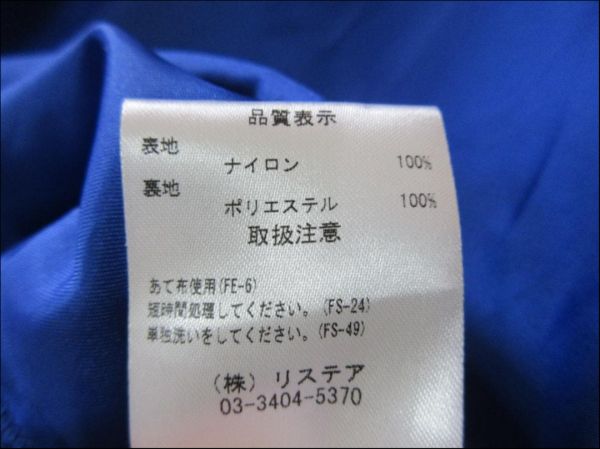 品質表示
表地
ナイロン 100%
裏地
ポリエステル 100%
取扱注意
あて布使用(FE-6)
短時間処理してください。(FS-24)
単独洗いをしてください。(FS-49)
(株) リステア
03-3404-5370